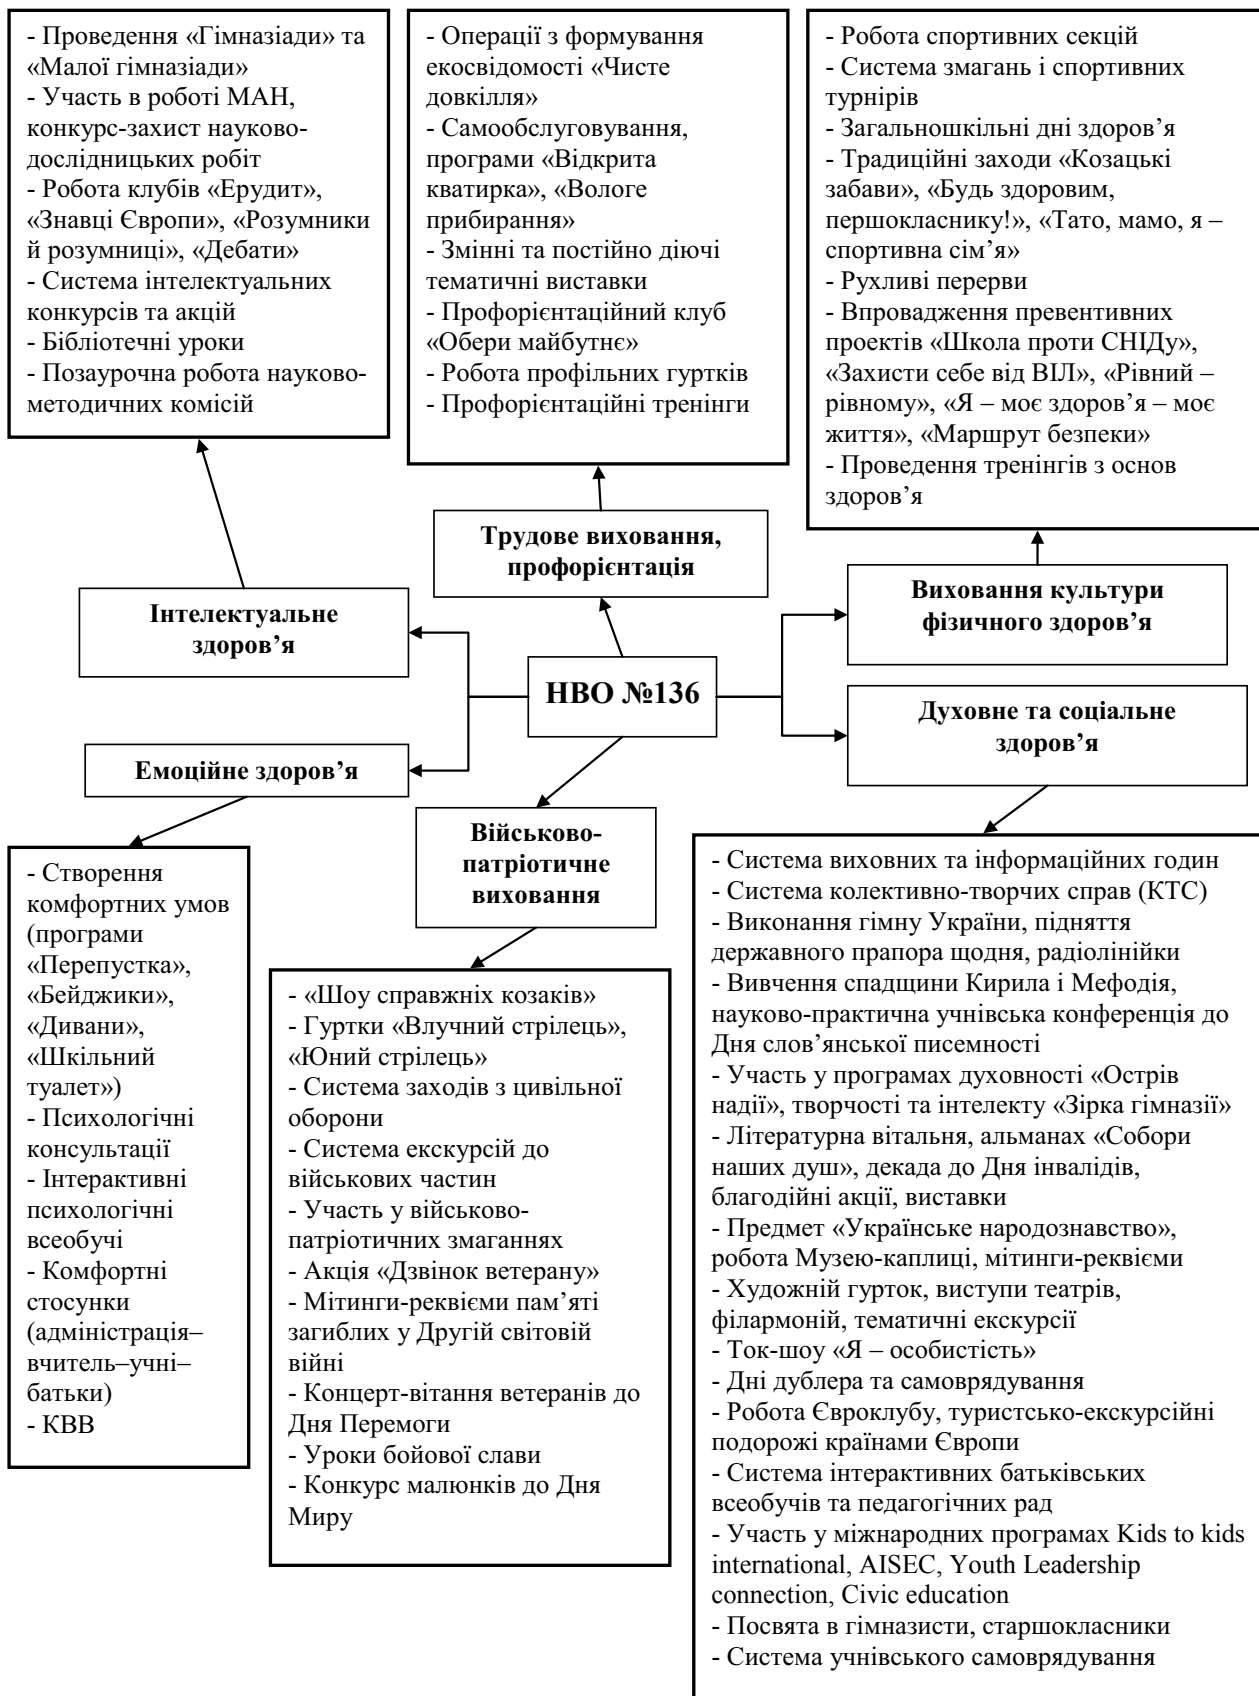 - Проведення «Гімназіади» та
«Малої гімназіади»
- Участь в роботі МАН,
конкурс-захист науково-
дослідницьких робіт
- Робота клубів «Ерудит»,
«Знавці Європи», «Розумники
й розумниці», «Дебати»
- Система інтелектуальних
конкурсів та акцій
- Бібліотечні уроки
- Позаурочна робота науково-
методичних комісій
- Операції з формування
екосвідомості «Чисте
довкілля»
- Самообслуговування,
програми «Відкрита
кватирка», «Вологе
прибирання»
- Змінні та постійно діючі
тематичні виставки
- Профорієнтаційний клуб
«Обери майбутнє»
- Робота профільних гуртків
- Профорієнтаційні тренінги
- Робота спортивних секцій
- Система змагань і спортивних
турнірів
- Загальношкільні дні здоров’я
- Традиційні заходи «Козацькі
забави», «Будь здоровим,
першокласнику!», «Тато, мамо, я –
спортивна сім’я»
- Рухливі перерви
- Впровадження превентивних
проектів «Школа проти СНІДу»,
«Захисти себе від ВІЛ», «Рівний –
рівному», «Я – моє здоров’я – моє
життя», «Маршрут безпеки»
- Проведення тренінгів з основ
здоров’я
Трудове виховання,
профорієнтація
Інтелектуальне
здоров’я
Виховання культури
фізичного здоров’я
НВО №136
Духовне та соціальне
здоров’я
Емоційне здоров’я
Військово-
патріотичне
виховання
- Створення
комфортних умов
(програми
«Перепустка»,
«Бейджики»,
«Дивани»,
«Шкільний
туалет»)
- Психологічні
консультації
- Інтерактивні
психологічні
всеобучі
- Комфортні
стосунки
(адміністрація–
вчитель–учні–
батьки)
- КВВ
- «Шоу справжніх козаків»
- Гуртки «Влучний стрілець»,
«Юний стрілець»
- Система заходів з цивільної
оборони
- Система екскурсій до
військових частин
- Участь у військово-
патріотичних змаганнях
- Акція «Дзвінок ветерану»
- Мітинги-реквієми пам’яті
загиблих у Другій світовій
війні
- Концерт-вітання ветеранів до
Дня Перемоги
- Уроки бойової слави
- Конкурс малюнків до Дня
Миру
- Система виховних та інформаційних годин
- Система колективно-творчих справ (КТС)
- Виконання гімну України, підняття
державного прапора щодня, радіолінійки
- Вивчення спадщини Кирила і Мефодія,
науково-практична учнівська конференція до
Дня слов’янської писемності
- Участь у програмах духовності «Острів
надії», творчості та інтелекту «Зірка гімназії»
- Літературна вітальня, альманах «Собори
наших душ», декада до Дня інвалідів,
благодійні акції, виставки
- Предмет «Українське народознавство»,
робота Музею-каплиці, мітинги-реквієми
- Художній гурток, виступи театрів,
філармоній, тематичні екскурсії
- Ток-шоу «Я – особистість»
- Дні дублера та самоврядування
- Робота Євроклубу, туристсько-екскурсійні
подорожі країнами Європи
- Система інтерактивних батьківських
всеобучів та педагогічних рад
- Участь у міжнародних програмах Kids to kids
international, AISEC, Youth Leadership
connection, Civic education
- Посвята в гімназисти, старшокласники
- Система учнівського самоврядування